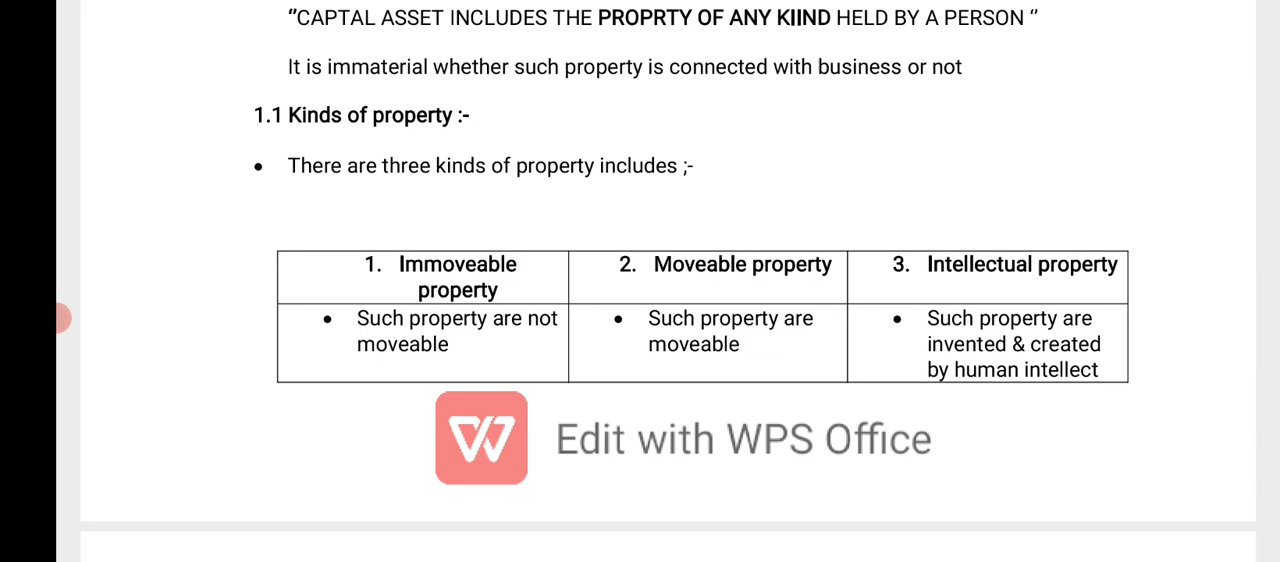 "CAPTAL ASSET INCLUDES THE PROPRTY OF ANY KIIND HELD BY A PERSON “
It is immaterial whether such property is connected with business or not
1.1 Kinds of property :-
• There are three kinds of property includes ;-
1. Immoveable property
2. Moveable property
3. Intellectual property
• Such property are not moveable
• Such property are moveable
• Such property are invented & created by human intellect
Edit with WPS Office